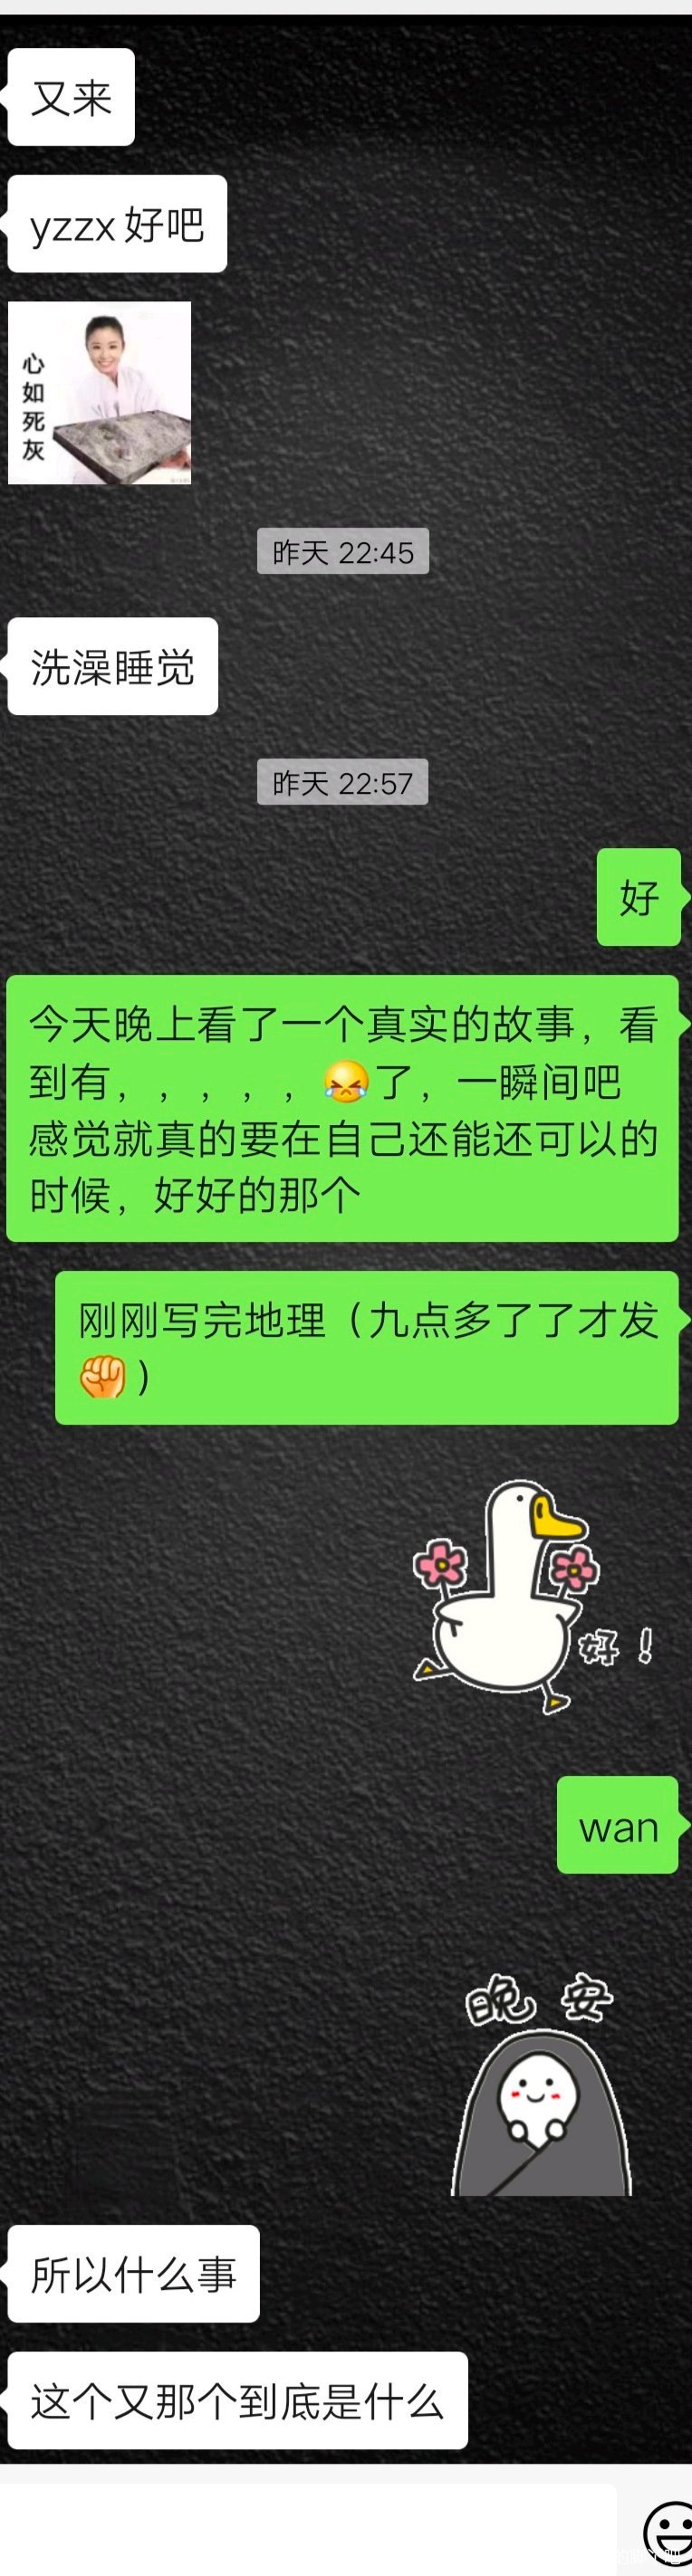 又来
yzzx好吧
心如死灰
昨天 22:45
洗澡睡觉
昨天 22:57
好
今天晚上看了一个真实的故事，看
到有，，，，，😹了，一瞬间吧
感觉就真的要在自己还能还可以的
时候，好好的那个
刚刚写完地理（九点多了了才发
✊）
好！
wan
晚安
所以什么事
这个又那个到底是什么